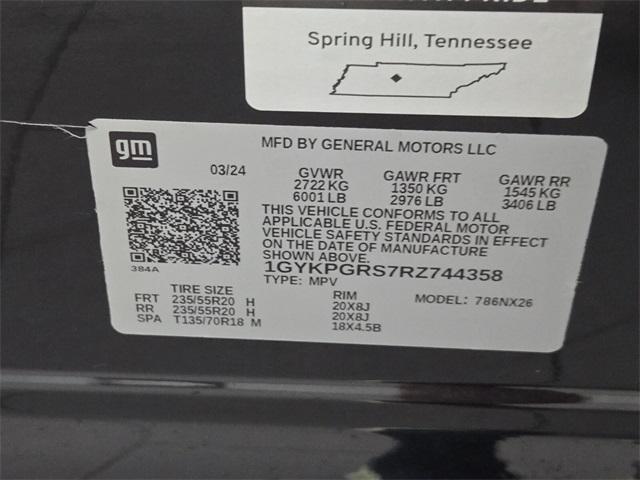 Spring Hill, Tennessee
gm
MFD BY GENERAL MOTORS LLC
03/24
GVWR GAWR FRT GAWR RR
2722 KG 1350 KG 1545 KG
6001 LB 2976 LB 3406 LB
THIS VEHICLE CONFORMS TO ALL
APPLICABLE U.S. FEDERAL MOTOR
VEHICLE SAFETY STANDARDS IN EFFECT
ON THE DATE OF MANUFACTURE
SHOWN ABOVE.
384A
1GYKPGRS7RZ744358
TYPE: MPV
TIRE SIZE RIM MODEL: 786NX26
FRT 235/55R20 H 20X8J
RR 235/55R20 H 20X8J
SPA T135/70R18 M 18X4.5B